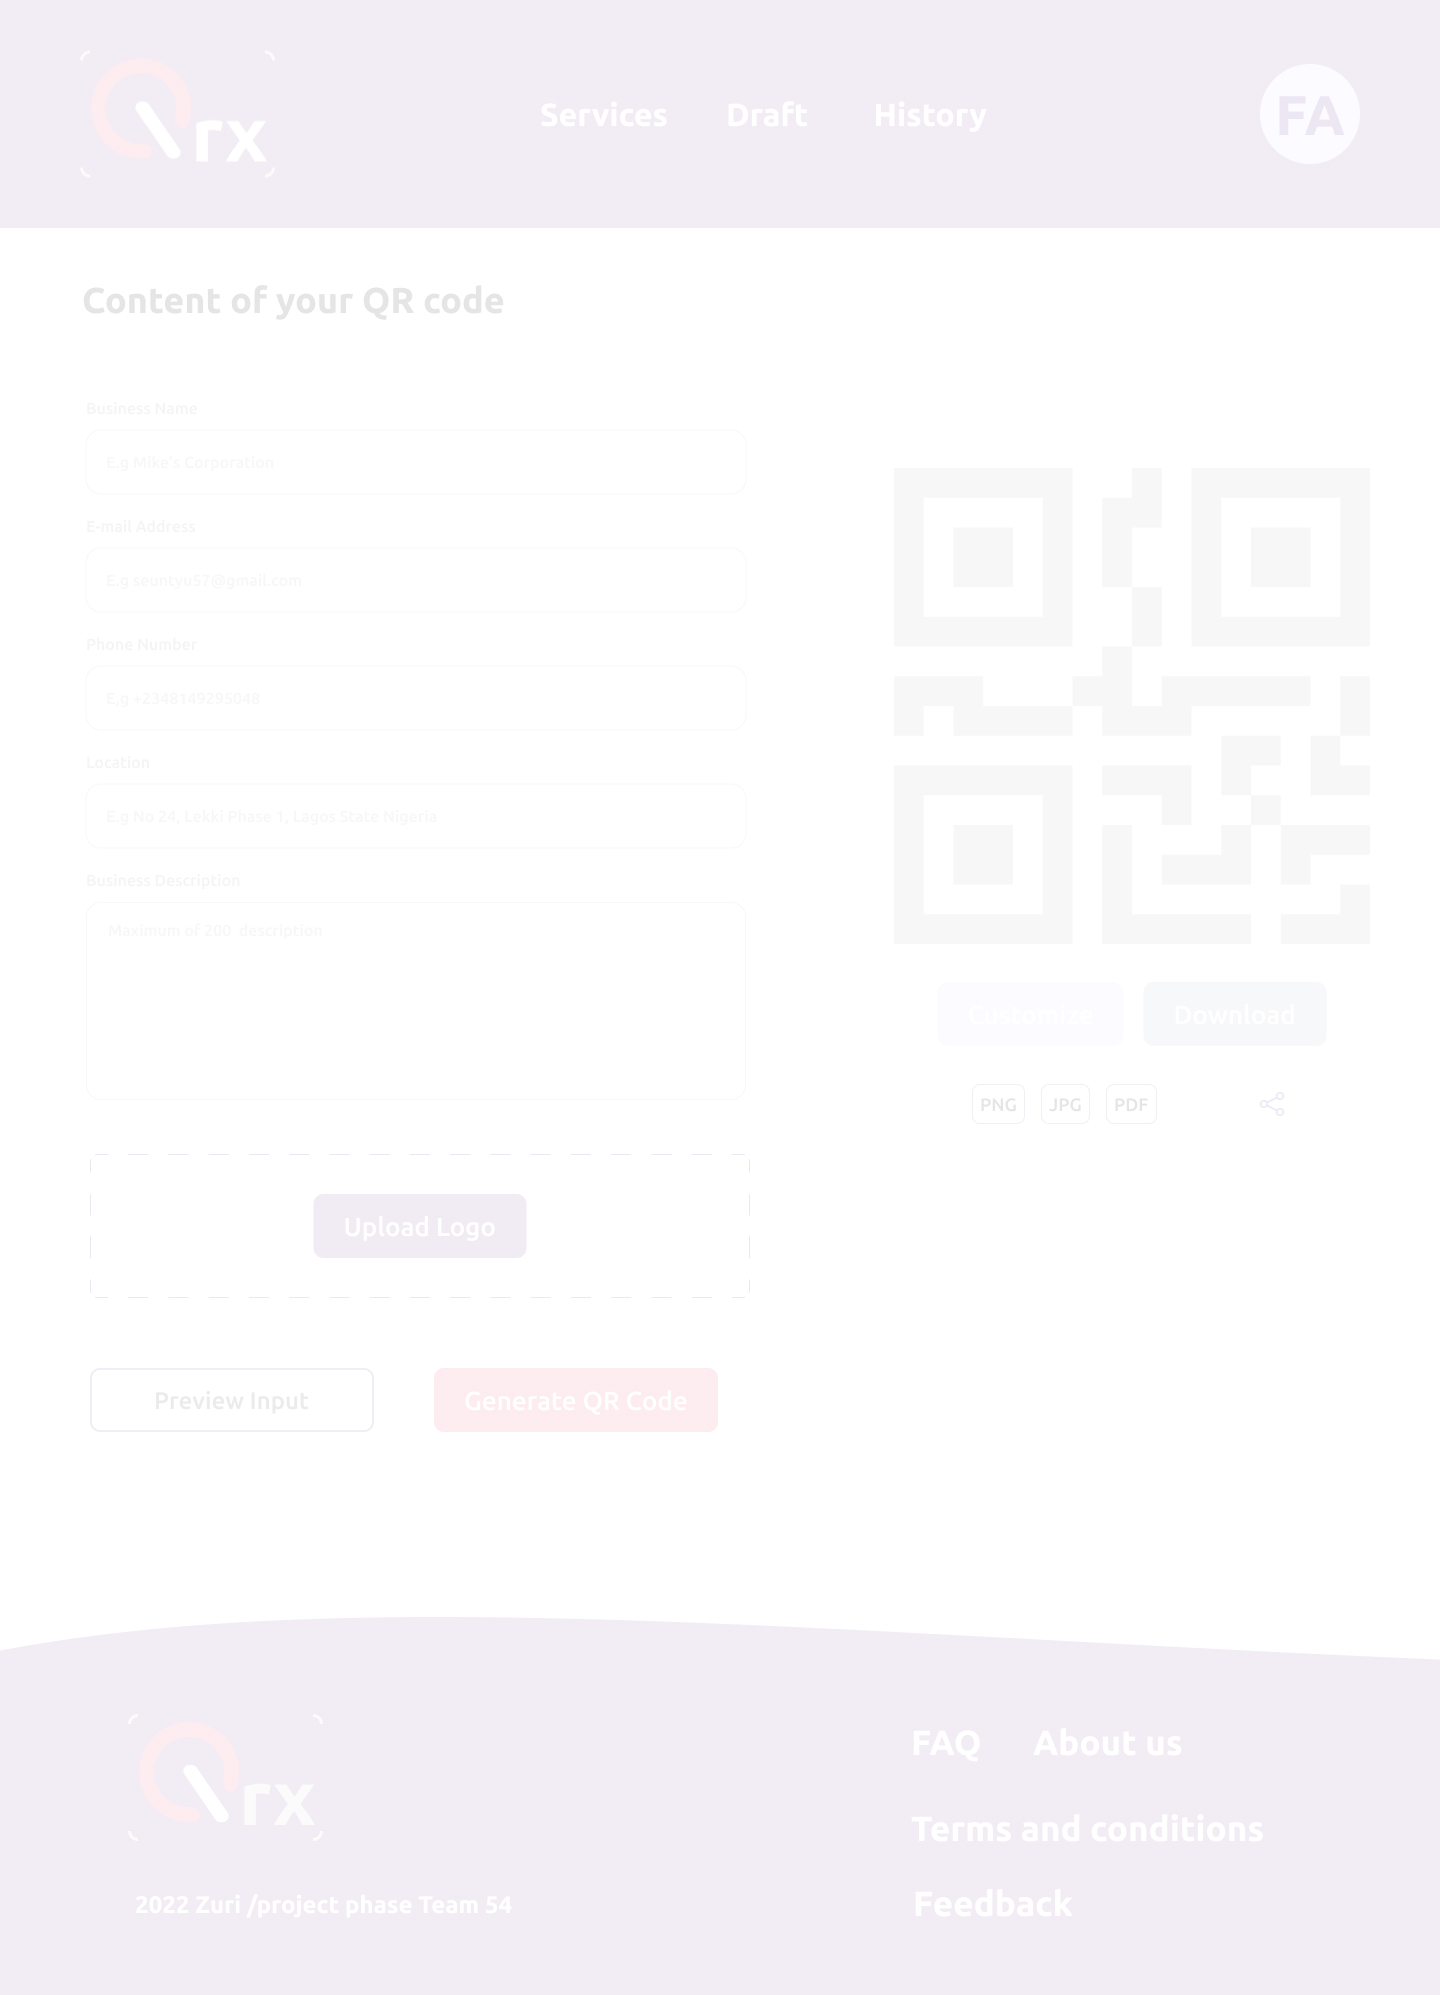 Qrx
Services Draft History
FA
Content of your QR code
Business Name
E.g Mike's Corporation
E-mail Address
E.g seuntyu57@gmail.com
Phone Number
E,g +2348149295048
Location
E.g No 24, Lekki Phase 1, Lagos State Nigeria
Business Description
Maximum of 200 description
Customize Download
PNG JPG PDF
Upload Logo
Preview Input Generate QR Code
Qrx
FAQ About us
Terms and conditions
2022 Zuri /project phase Team 54
Feedback